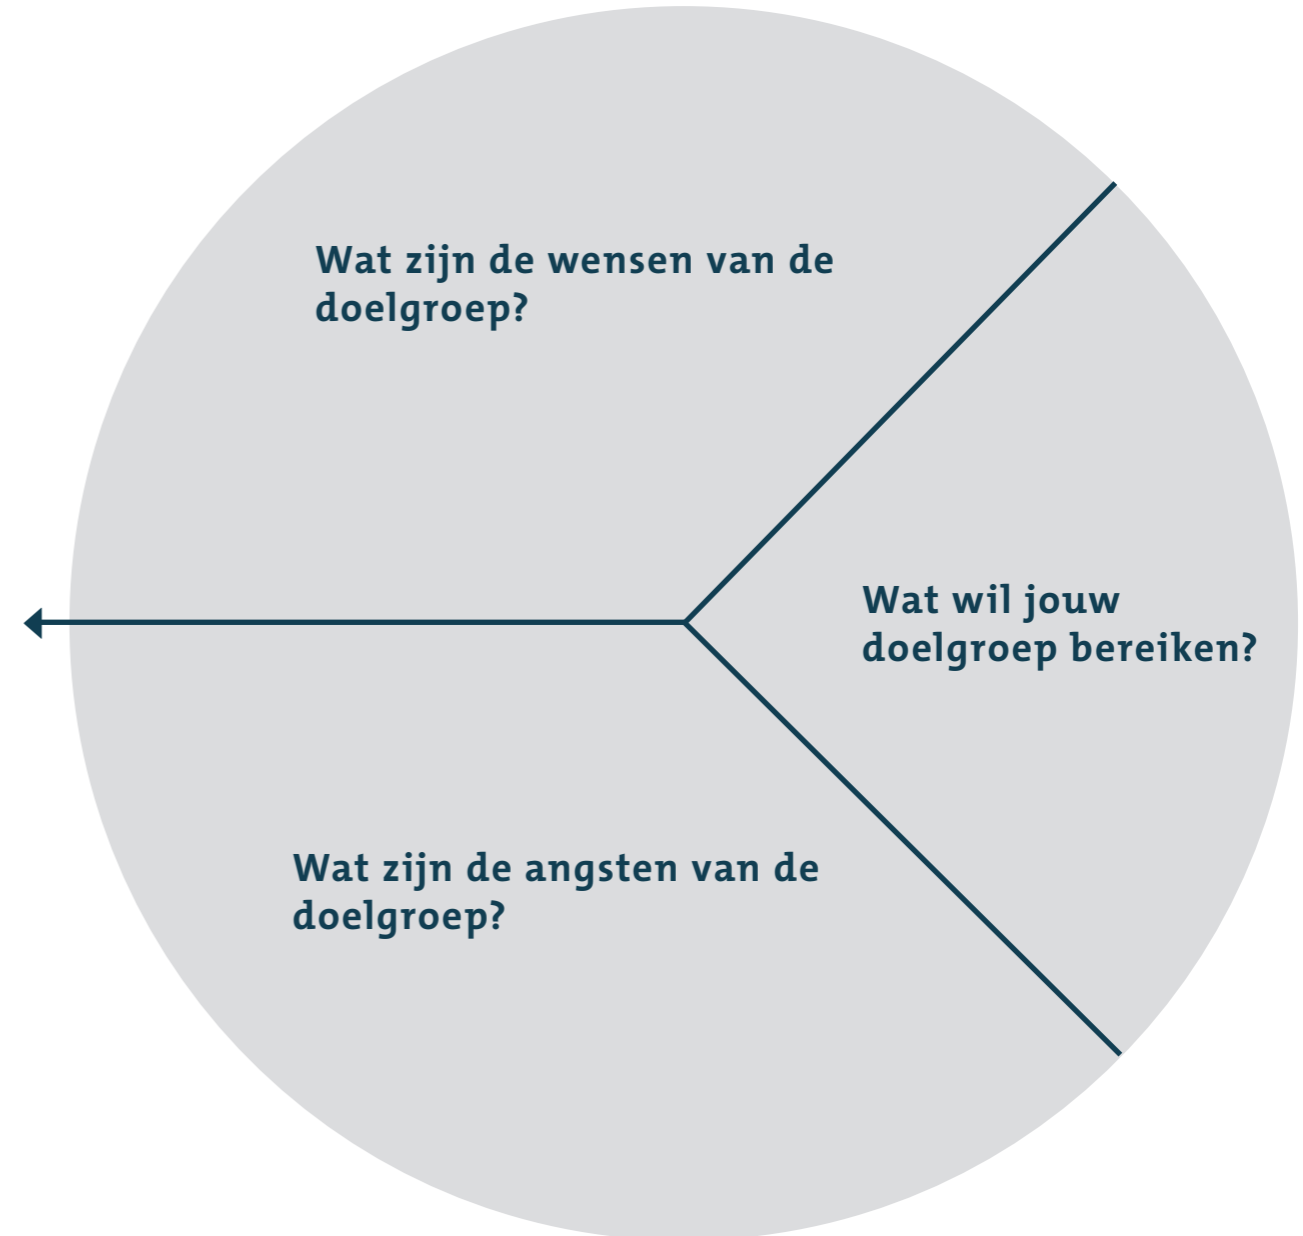 Wat zijn de wensen van de
doelgroep?
Wat wil jouw
doelgroep bereiken?
Wat zijn de angsten van de
doelgroep?